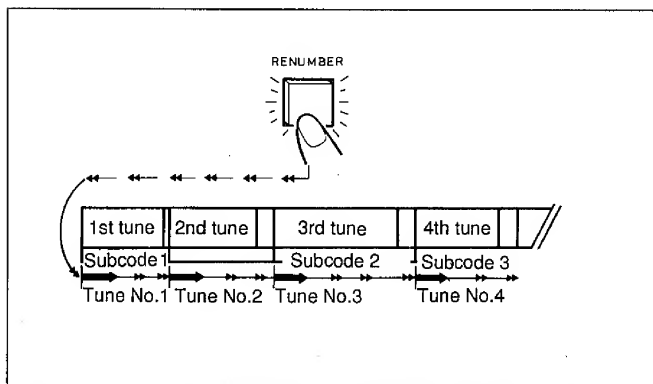 RENUMBER
1st tune 2nd tune 3rd tune 4th tune
Subcode 1 Subcode 2 Subcode 3
Tune No.1 Tune No.2 Tune No.3 Tune No.4